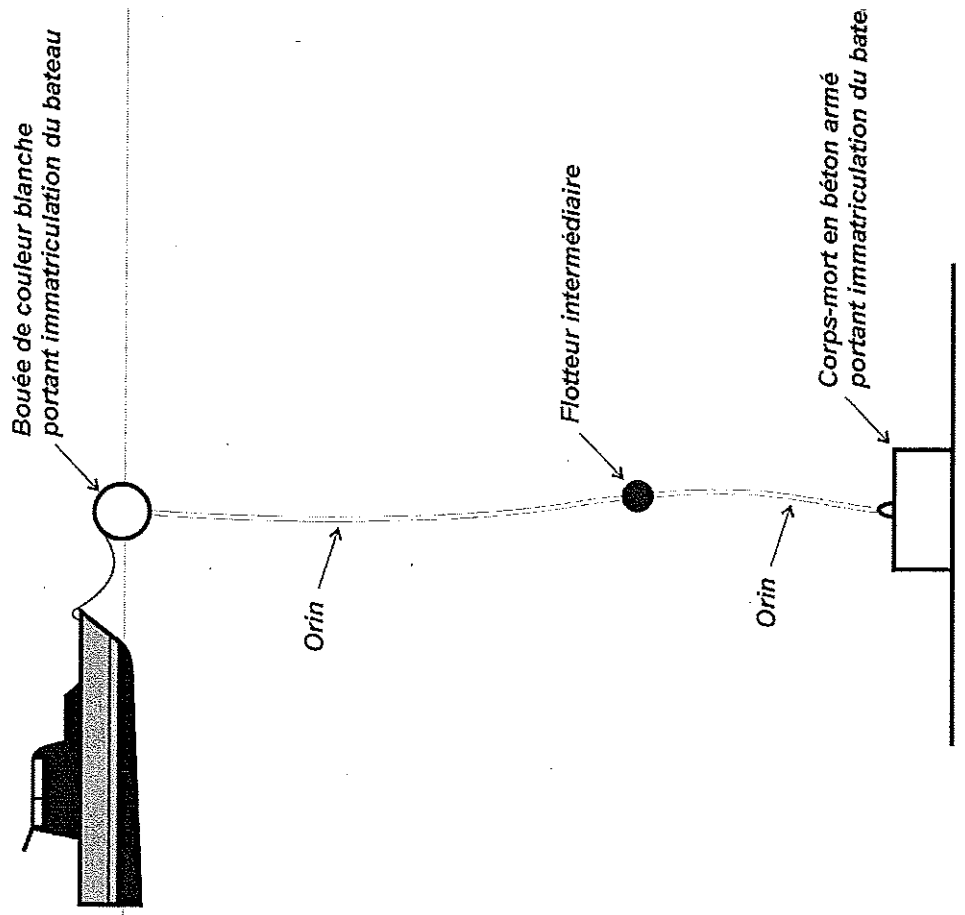 Bouée de couleur blanche
portant immatriculation du bateau
Orin
Flotteur intermédiaire
Orin
Corps-mort en béton armé
portant immatriculation du bate